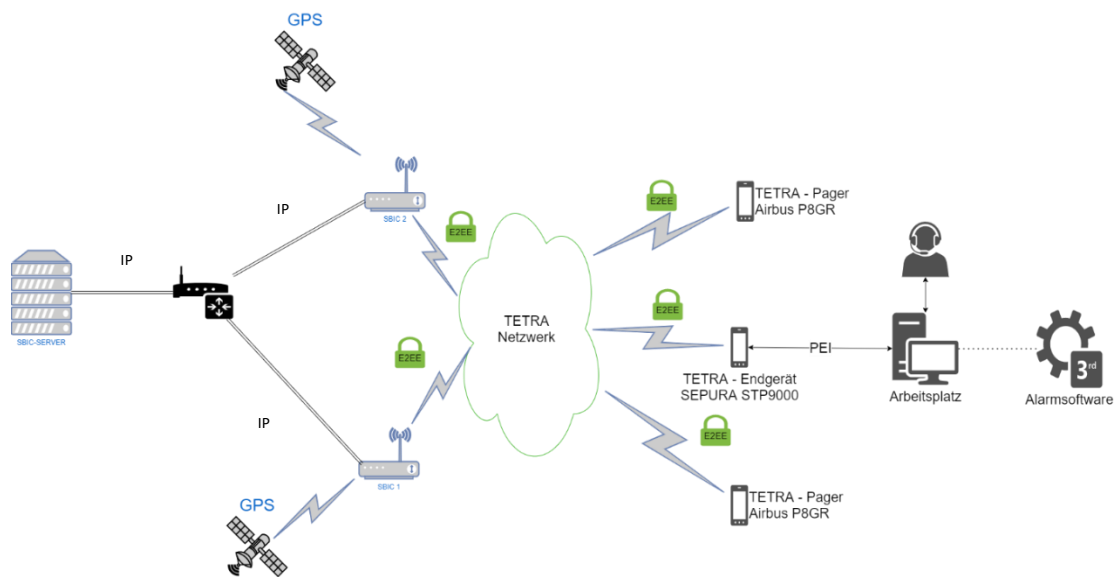 GPS
IP
SBIC 2
E2EE
E2EE
TETRA - Pager
Airbus P8GR
IP
SBIC-SERVER
TETRA
Netzwerk
E2EE
PEI
TETRA - Endgerät
SEPURA STP9000
Arbeitsplatz
3rd
Alarmsoftware
E2EE
IP
SBIC 1
GPS
E2EE
TETRA - Pager
Airbus P8GR